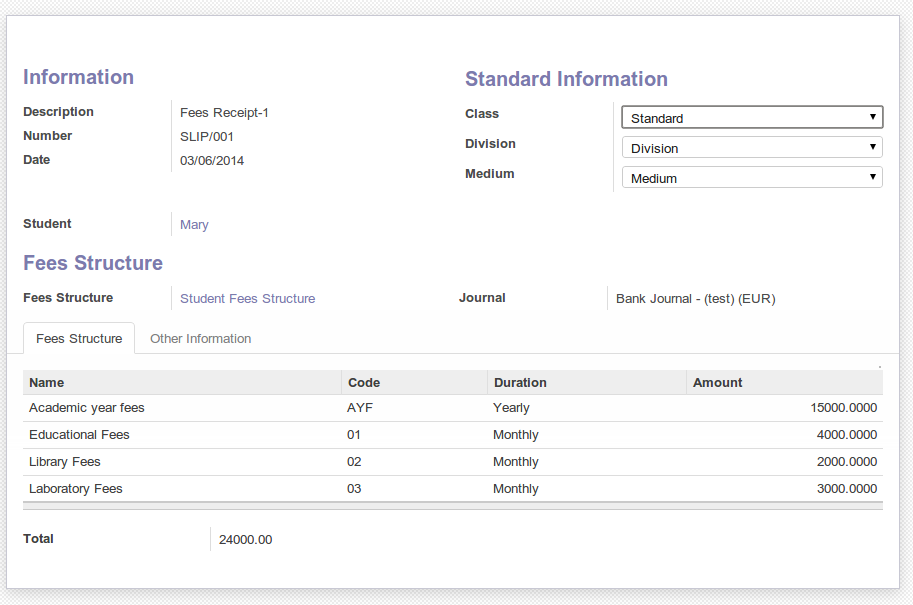 Information
Description Fees Receipt-1
Number SLIP/001
Date 03/06/2014
Student Mary
Standard Information
Class Standard
Division Division
Medium Medium
Fees Structure
Fees Structure Student Fees Structure Journal Bank Journal - (test) (EUR)
Fees Structure Other Information
Name Code Duration Amount
Academic year fees AYF Yearly 15000.0000
Educational Fees 01 Monthly 4000.0000
Library Fees 02 Monthly 2000.0000
Laboratory Fees 03 Monthly 3000.0000
Total 24000.00